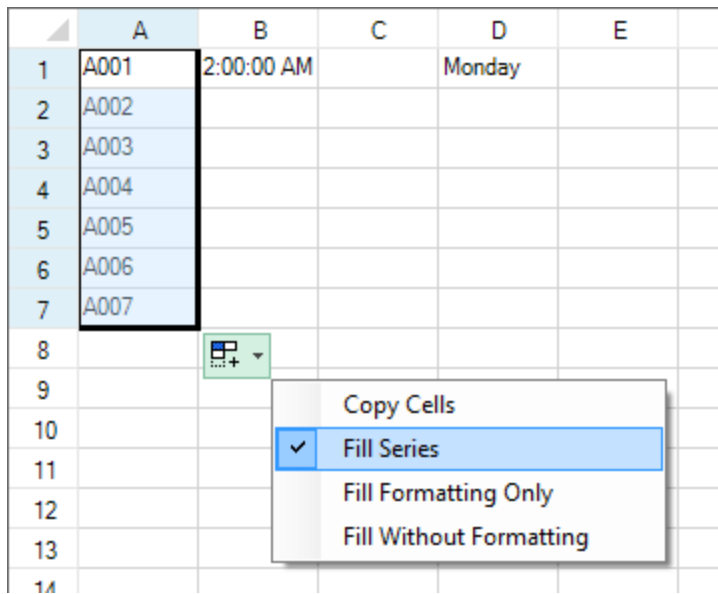 A B C D E
1 A001 2:00:00 AM Monday
2 A002
3 A003
4 A004
5 A005
6 A006
7 A007
8
9
10
11
12
13
14
Copy Cells
Fill Series
Fill Formatting Only
Fill Without Formatting